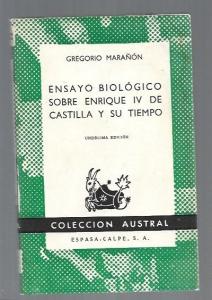 GREGORIO MARAÑÓN
ENSAYO BIOLÓGICO
SOBRE ENRIQUE IV DE
CASTILLA Y SU TIEMPO
UNDÉCIMA EDICIÓN
COLECCION AUSTRAL
ESPASA-CALPE, S. A.